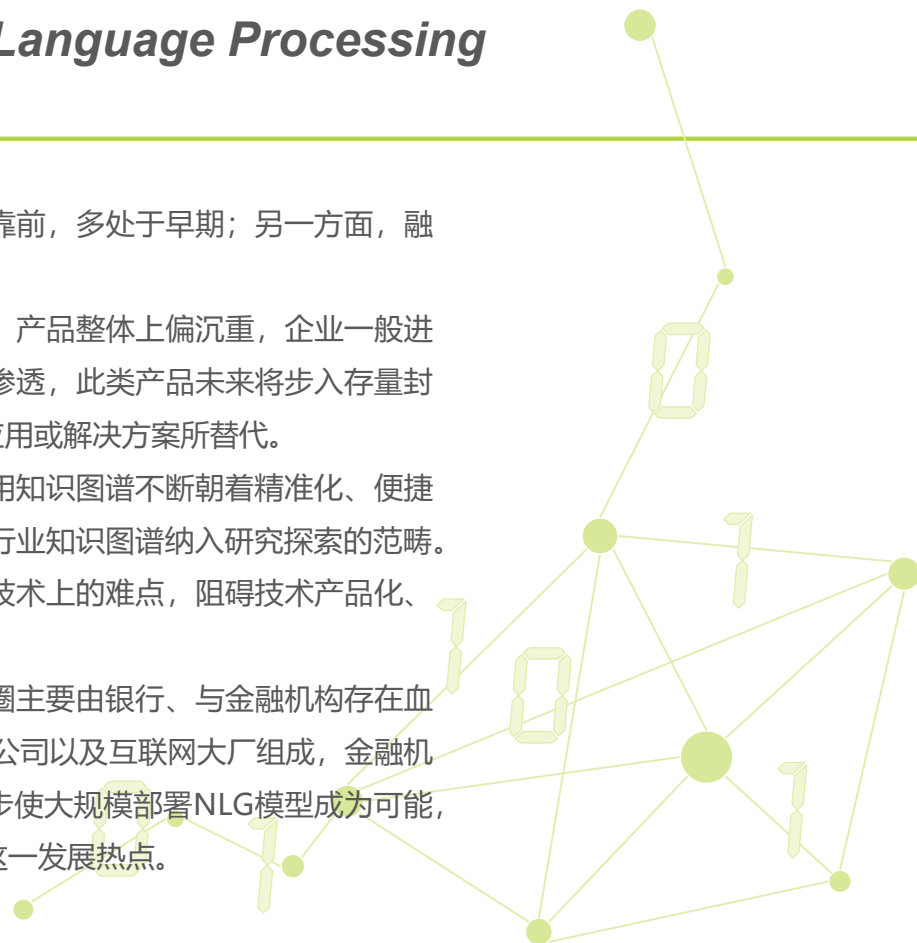 Language Processing
靠前，多处于早期；另一方面，融
产品整体上偏沉重，企业一般进
渗透，此类产品未来将步入存量封
应用或解决方案所替代。
用知识图谱不断朝着精准化、便捷
行业知识图谱纳入研究探索的范畴。
技术上的难点，阻碍技术产品化、
圈主要由银行、与金融机构存在血
公司以及互联网大厂组成，金融机
步使大规模部署NLG模型成为可能，
这一发展热点。
0
1
1
0
1
0
1